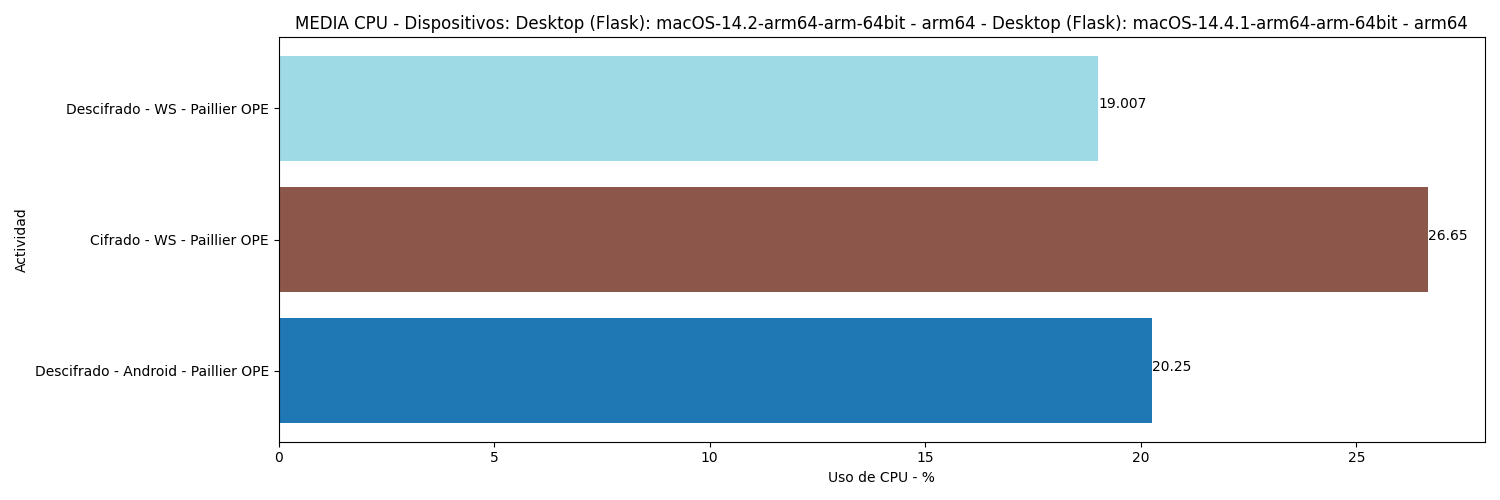 MEDIA CPU - Dispositivos: Desktop (Flask): macOS-14.2-arm64-arm-64bit - arm64 - Desktop (Flask): macOS-14.4.1-arm64-arm-64bit - arm64
Descifrado - WS - Paillier OPE
19.007
Cifrado - WS - Paillier OPE
26.65
Descifrado - Android - Paillier OPE
20.25
Actividad
0 5 10 15 20 25
Uso de CPU - %